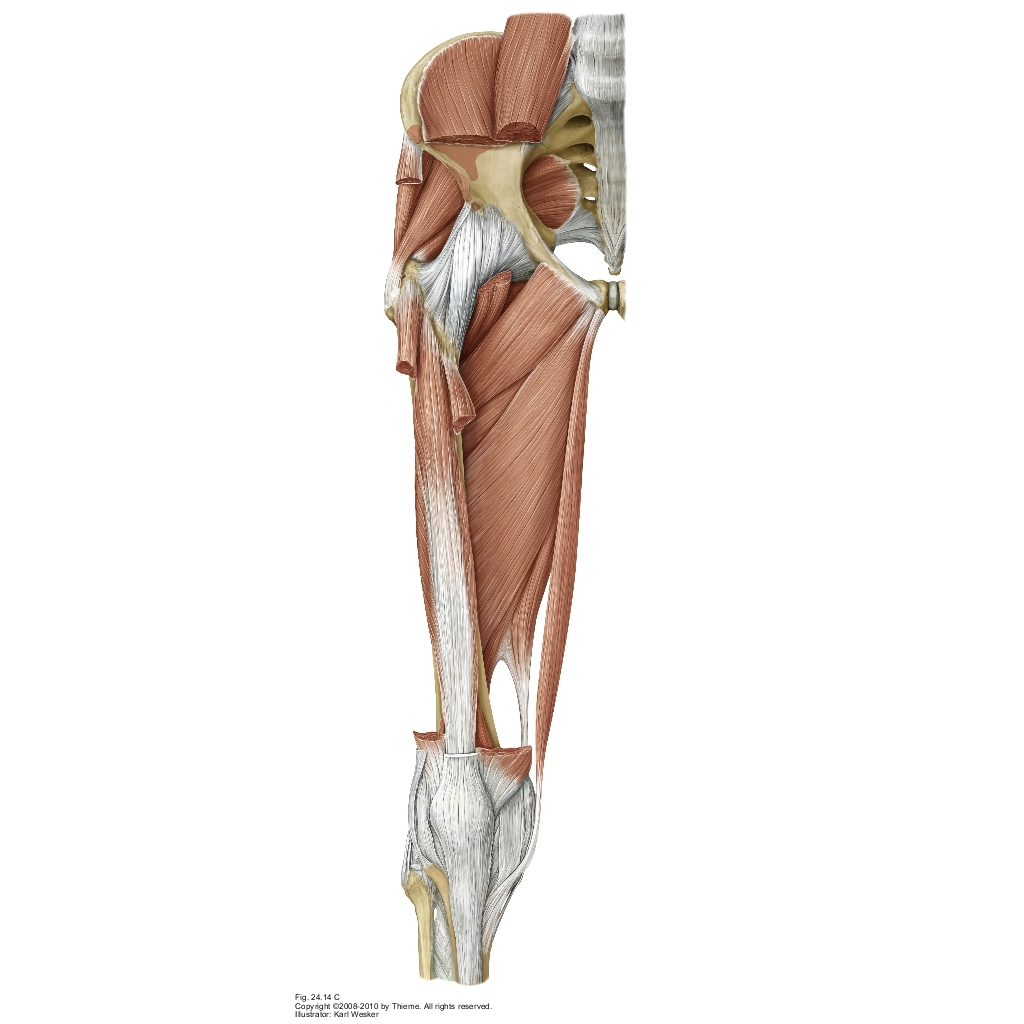 Fig. 24.14 C
Copyright ©2008-2010 by Thieme. All rights reserved.
Illustrator: Karl Wesker